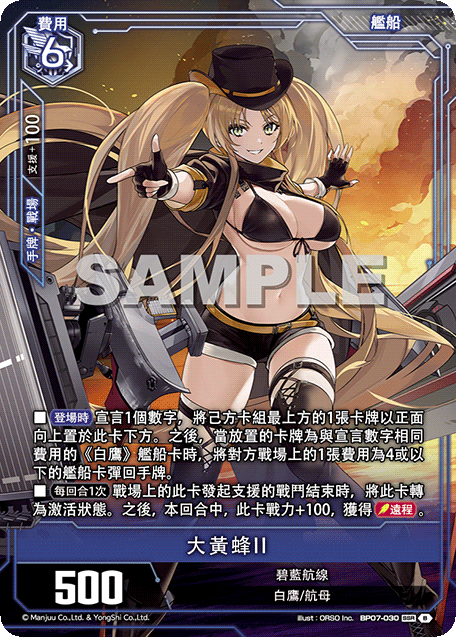 費用
艦船
6
支援+100
手牌・戰場
SAMPLE
■ 登場時 宣言1個數字，將己方卡組最上方的1張卡牌以正面
向上置於此卡下方。之後，當放置的卡牌為與宣言數字相同
費用的《白鷹》艦船卡時，將對方戰場上的1張費用為4或以
下的艦船卡彈回手牌。
■ 每回合1次 戰場上的此卡發起支援的戰鬥結束時，將此卡轉
為激活狀態。之後，本回合中，此卡戰力+100，獲得 遠程 。
大黃蜂II
500
碧藍航線
白鷹/航母
© Manjuu Co.,Ltd. & YongShi Co.,Ltd.
Illust : ORSO Inc. BP07-030 SSR B